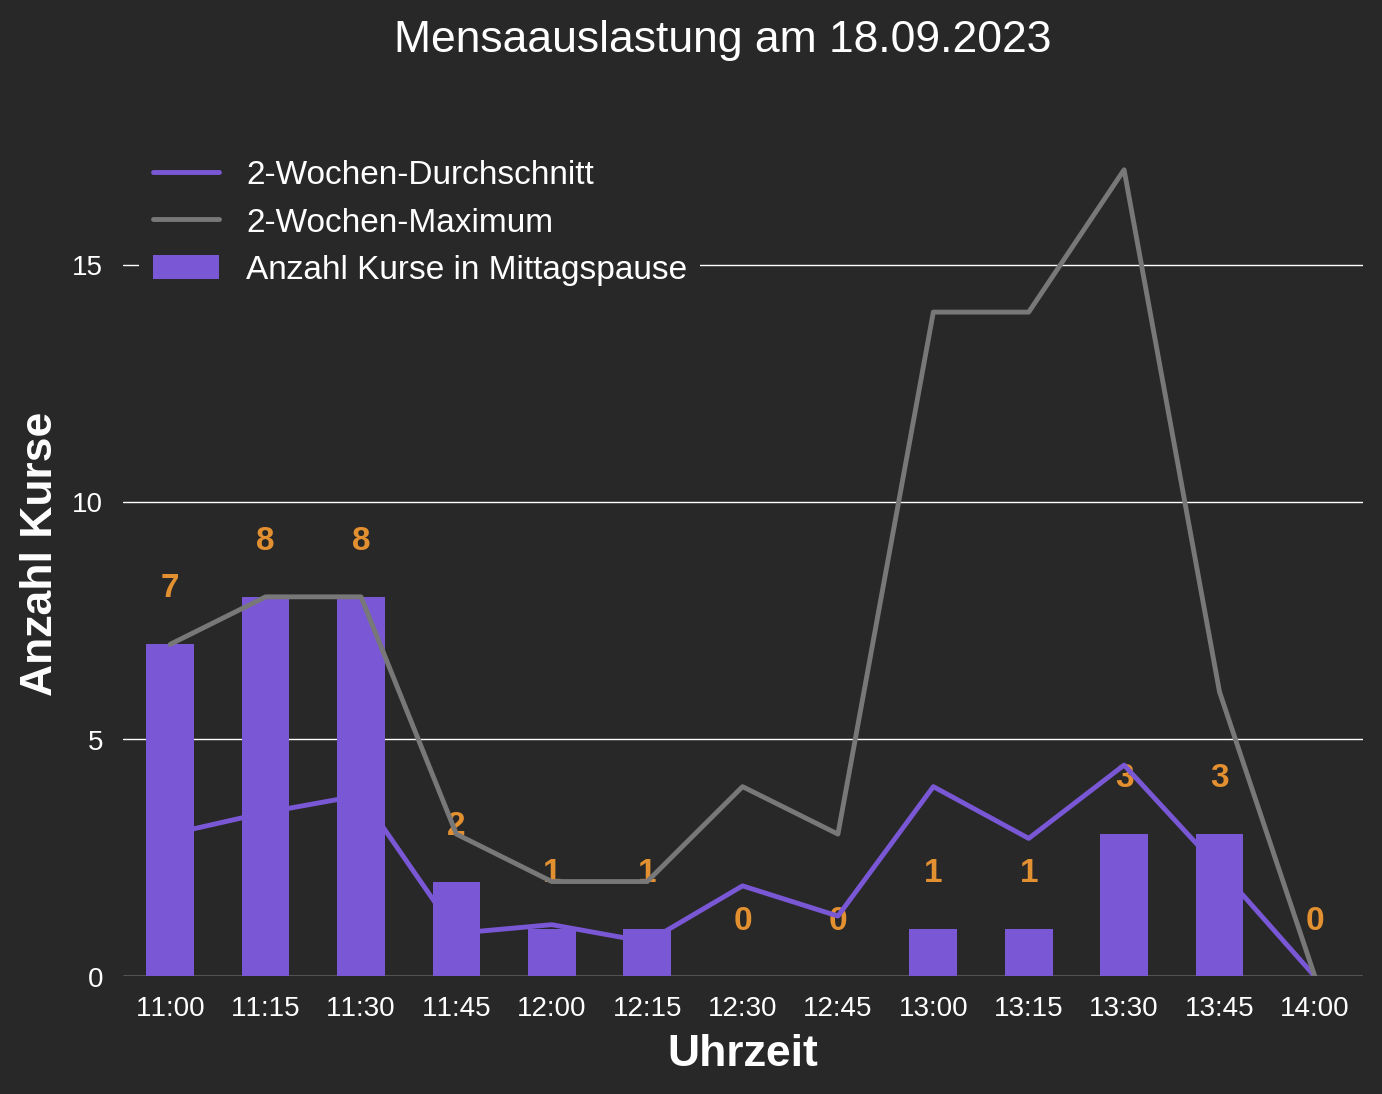 Mensaauslastung am 18.09.2023
2-Wochen-Durchschnitt
2-Wochen-Maximum
Anzahl Kurse in Mittagspause
15
10
5
0
Anzahl Kurse
7
8
8
2
1
1
0
0
1
1
3
3
0
11:00 11:15 11:30 11:45 12:00 12:15 12:30 12:45 13:00 13:15 13:30 13:45 14:00
Uhrzeit